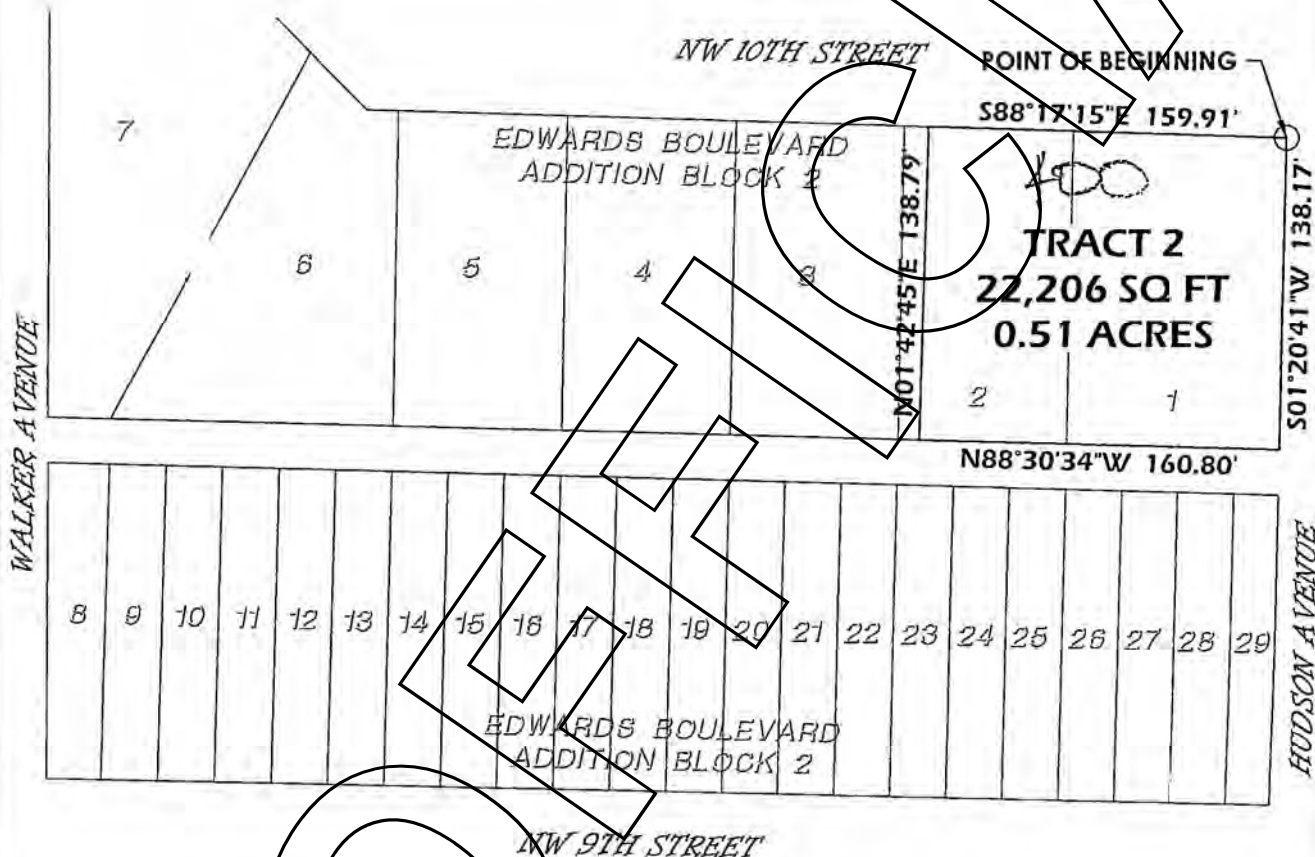 NW 10TH STREET
POINT OF BEGINNING
S88°17'15"E 159.91'
7
EDWARDS BOULEVARD
ADDITION BLOCK 2
N01°42'45"E 138.79'
S01°20'41"W 138.17'
TRACT 2
22,206 SQ FT
0.51 ACRES
6
5
4
3
2
1
WALKER AVENUE
N88°30'34"W 160.80'
8 9 10 11 12 13 14 15 16 17 18 19 20 21 22 23 24 25 26 27 28 29
HUDSON AVENUE
EDWARDS BOULEVARD
ADDITION BLOCK 2
NW 9TH STREET